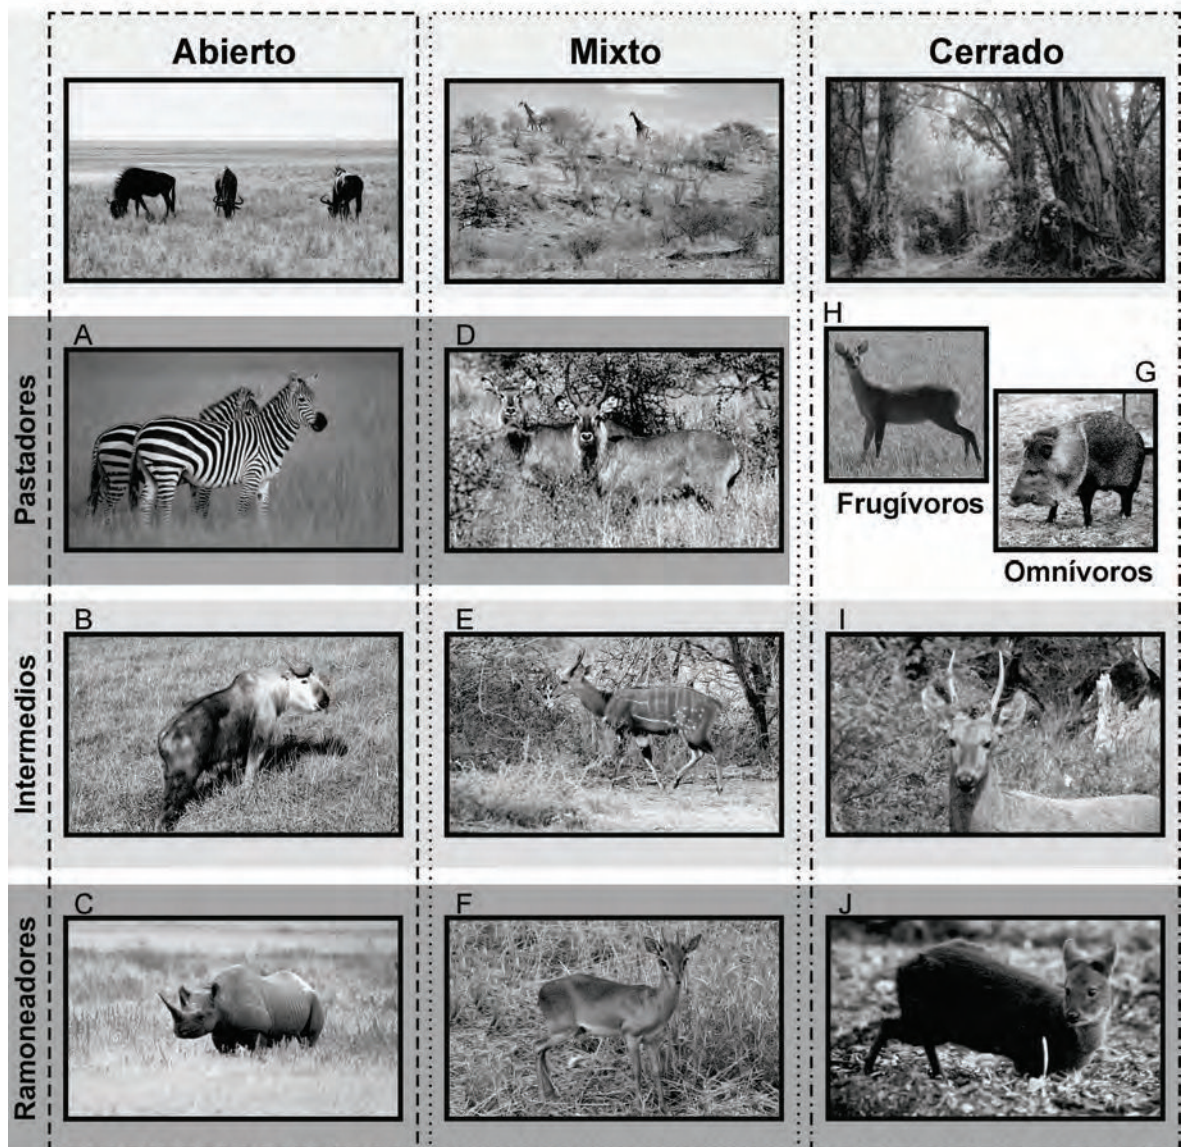 Abierto
Mixto
Cerrado
Pastadores
A
D
H
G
Frugívoros
Omnívoros
Intermedios
B
E
I
Ramoneadores
C
F
J